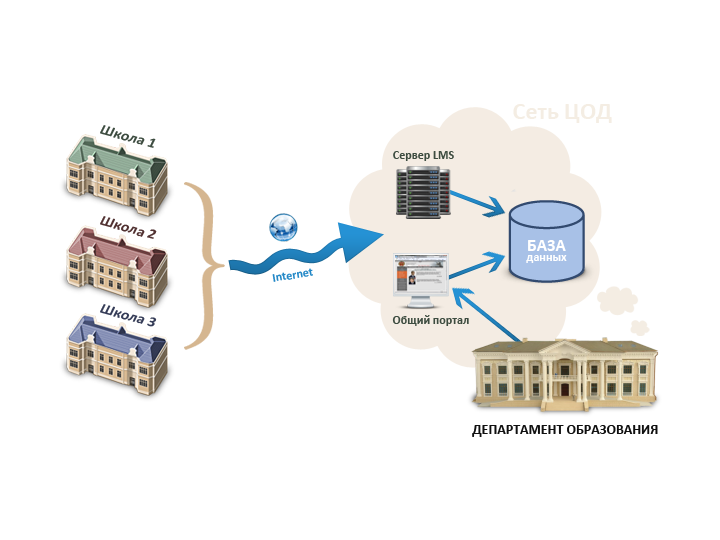 Сеть ЦОД
Школа 1
Сервер LMS
Школа 2
БАЗА
данных
Internet
Школа 3
Общий портал
ДЕПАРТАМЕНТ ОБРАЗОВАНИЯ